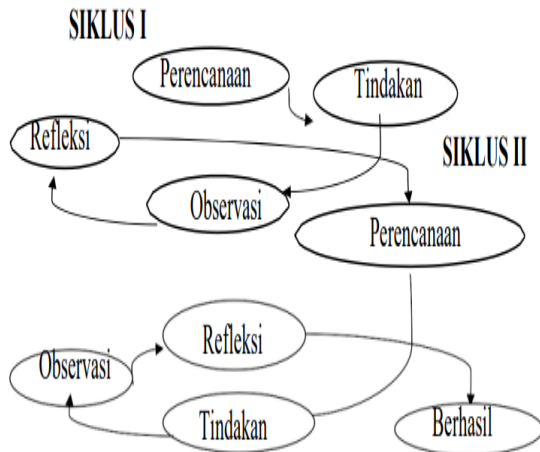 SIKLUS I
Perencanaan
Tindakan
Refleksi
SIKLUS II
Observasi
Perencanaan
Refleksi
Observasi
Tindakan
Berhasil